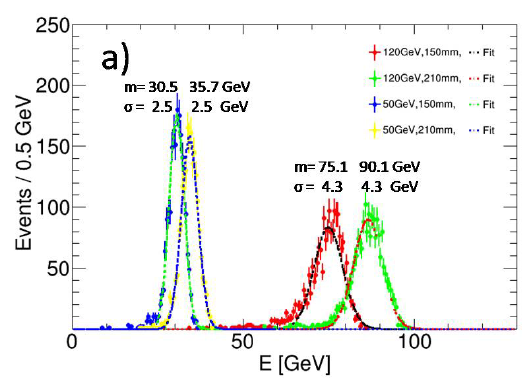 250
200
150
100
50
0
50
100
Events / 0.5 GeV
E [GeV]
a)
m= 30.5 35.7 GeV
σ = 2.5 2.5 GeV
m= 75.1 90.1 GeV
σ = 4.3 4.3 GeV
120GeV,150mm, Fit
120GeV,210mm, Fit
50GeV,150mm, Fit
50GeV,210mm, Fit